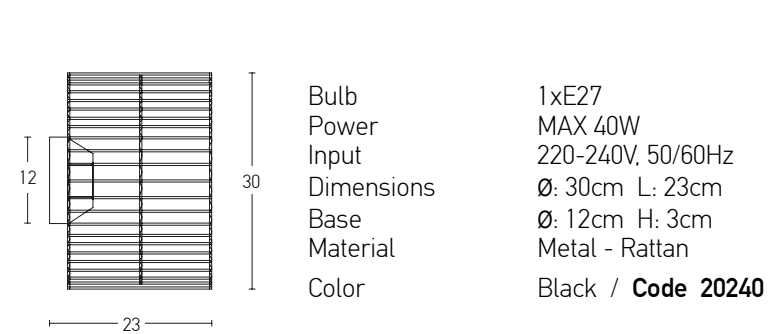 Bulb 1xE27
Power MAX 40W
Input 220-240V, 50/60Hz
Dimensions Ø: 30cm L: 23cm
Base Ø: 12cm H: 3cm
Material Metal - Rattan
Color Black / Code 20240
12
30
23